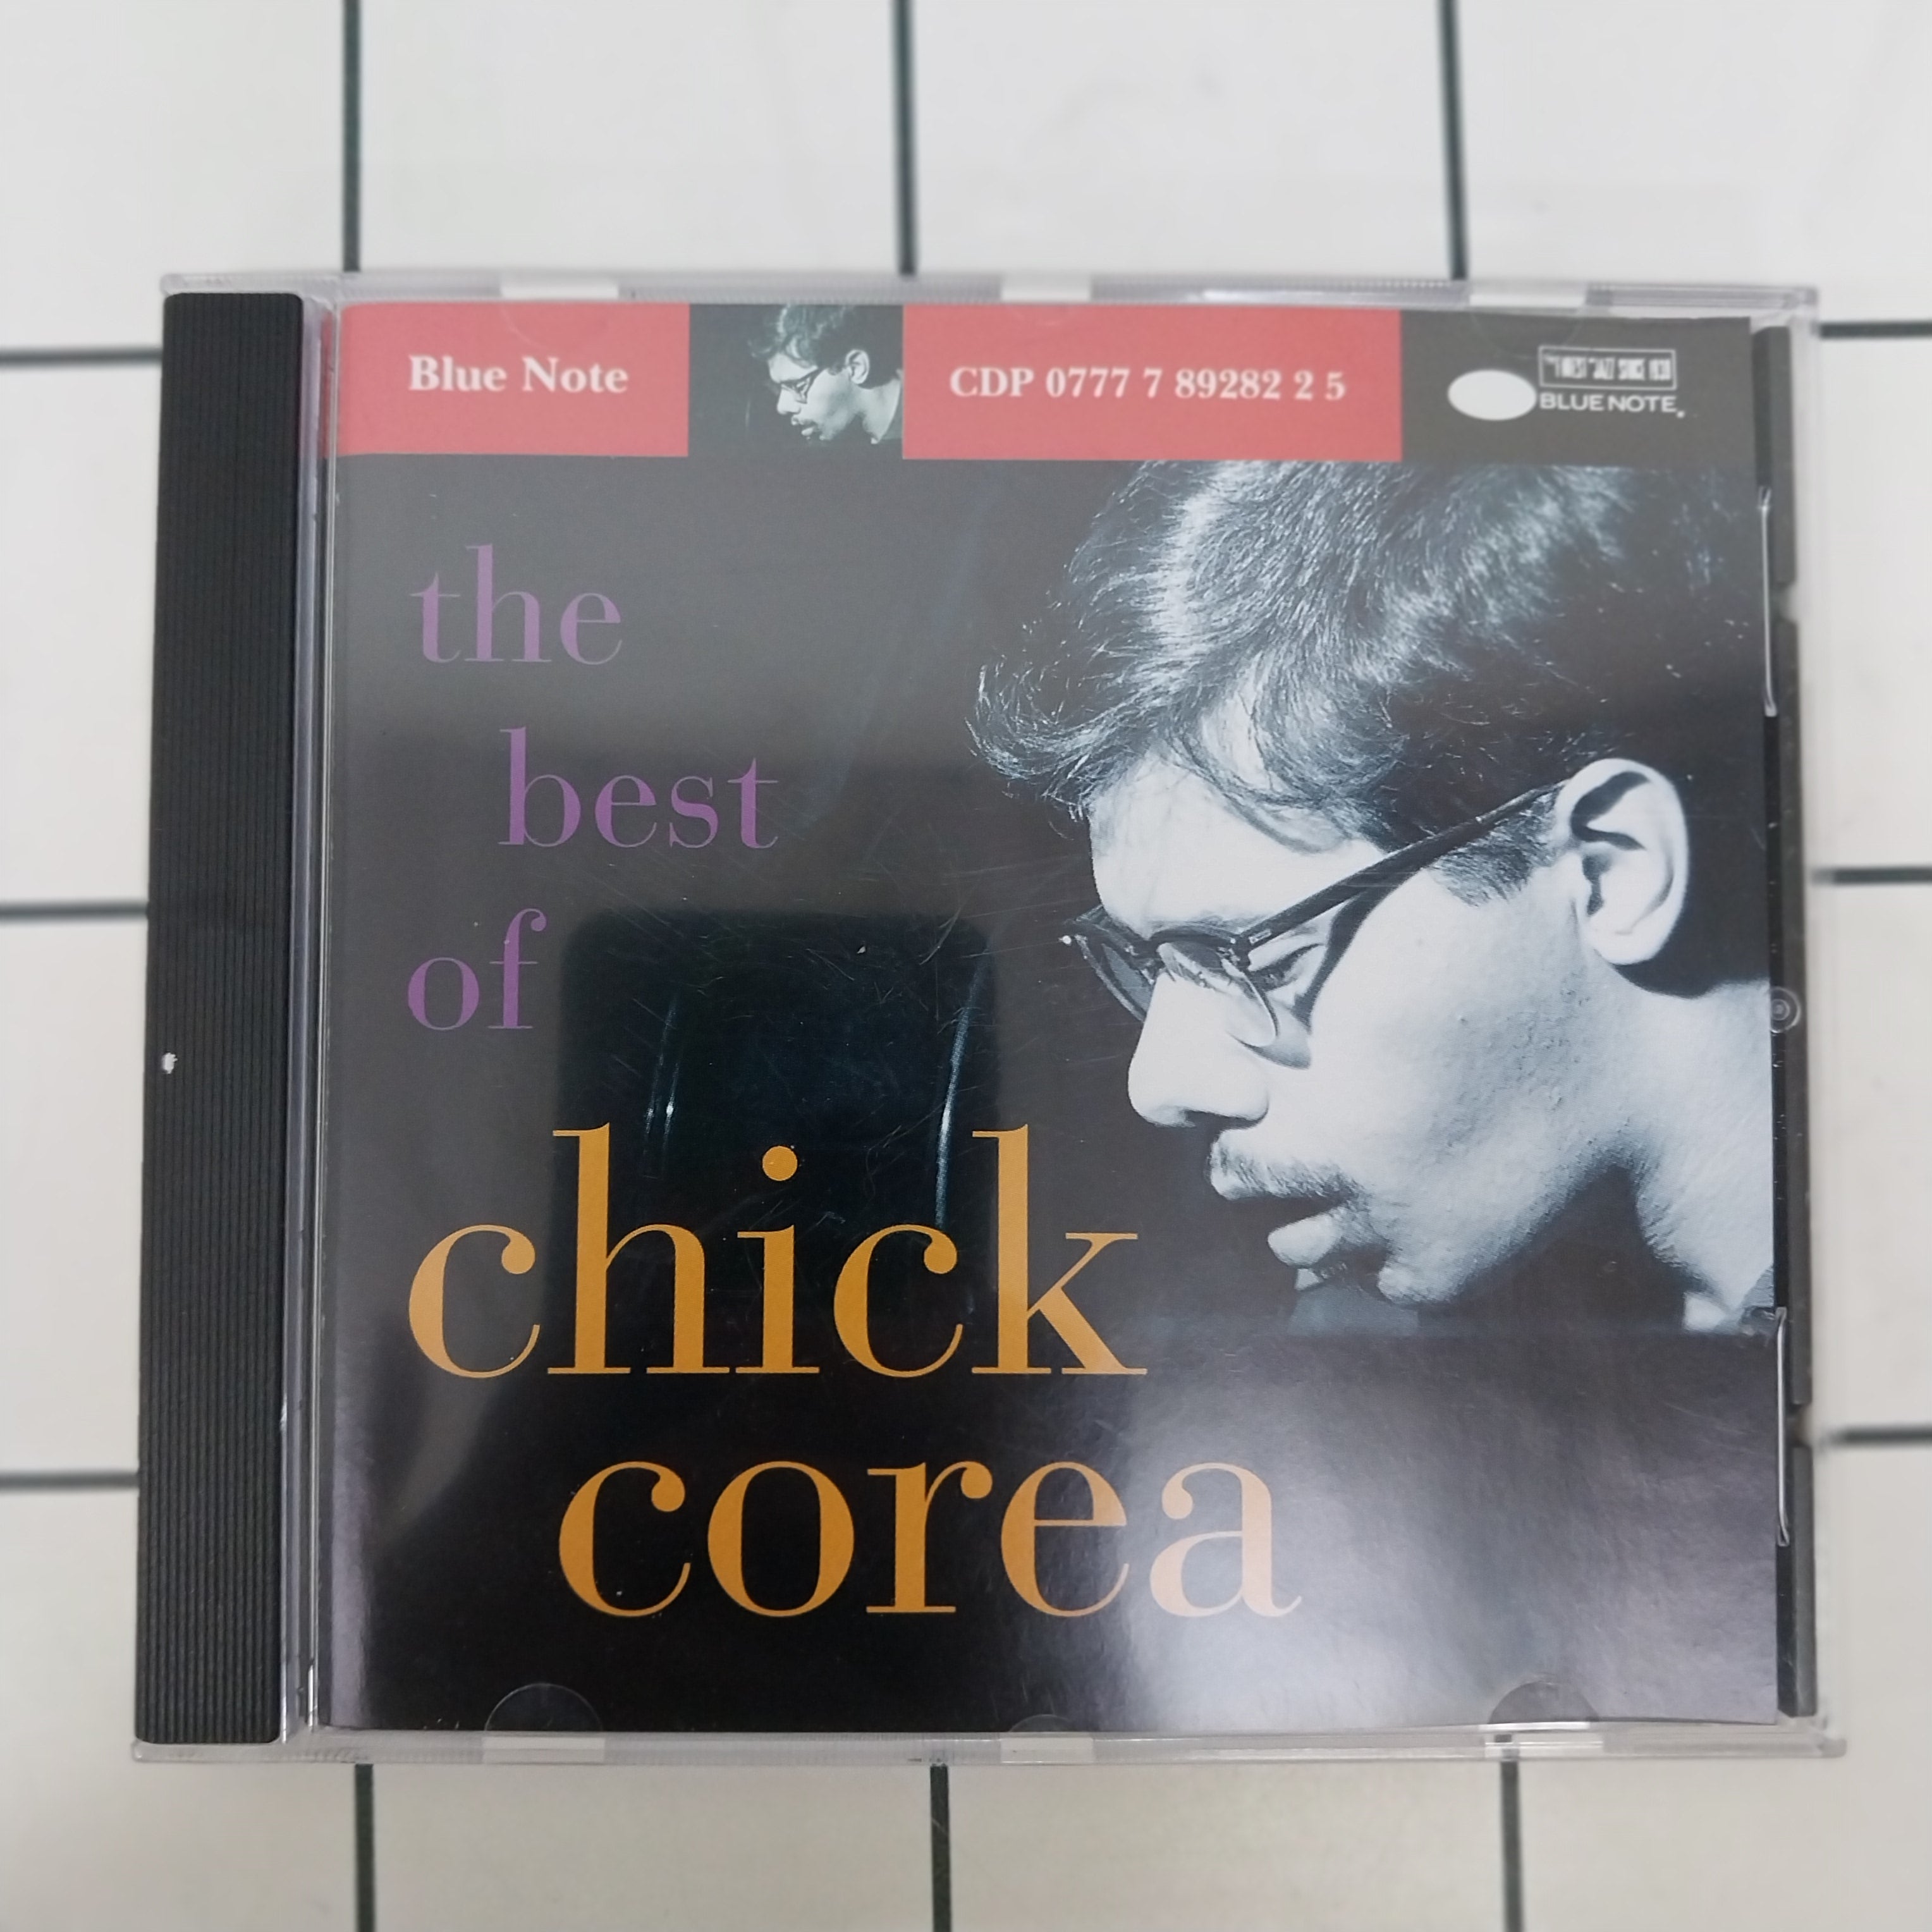 Blue Note
CDP 0777 7 89282 2 5
BLUE NOTE
the
best
of
chick
corea